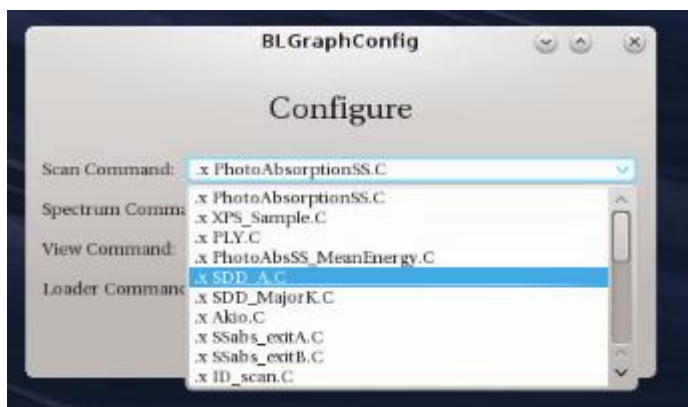 BLGraphConfig
Configure
Scan Command: .x PhotoAbsorptionSS.C
Spectrum Comma
View Command:
Loader Command
.x PhotoAbsorptionSS.C
.x XPS_Sample.C
.x PLY.C
.x PhotoAbsSS_MeanEnergy.C
.x SDD_A.C
.x SDD_MajorK.C
.x Akio.C
.x SSabs_exitA.C
.x SSabs_exitB.C
.x ID_scan.C